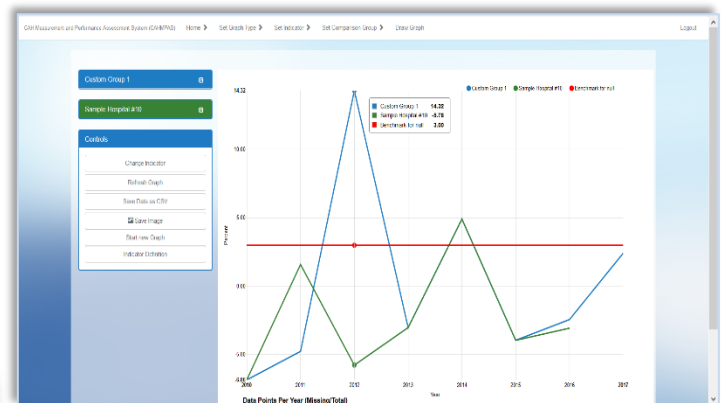 CAH Measurement and Performance Assessment System (CAHMPAS) Home Set Graph Type Set Indicator Set Comparison Group Draw Graph Logout
Custom Group 1
Sample Hospital #10
Controls
Change Indicator
Refresh Graph
Save Data as CSV
Save Image
Start new Graph
Indicator Definition
Custom Group 1 Sample Hospital #10 Benchmark for null
Custom Group 1 14.32
Sample Hospital #10 -5.78
Benchmark for null 3.00
14.32
10.00
5.00
0.00
-5.00
Percent
2010 2011 2012 2013 2014 2015 2016 2017
Year
Data Points Per Year (Missing/Total)